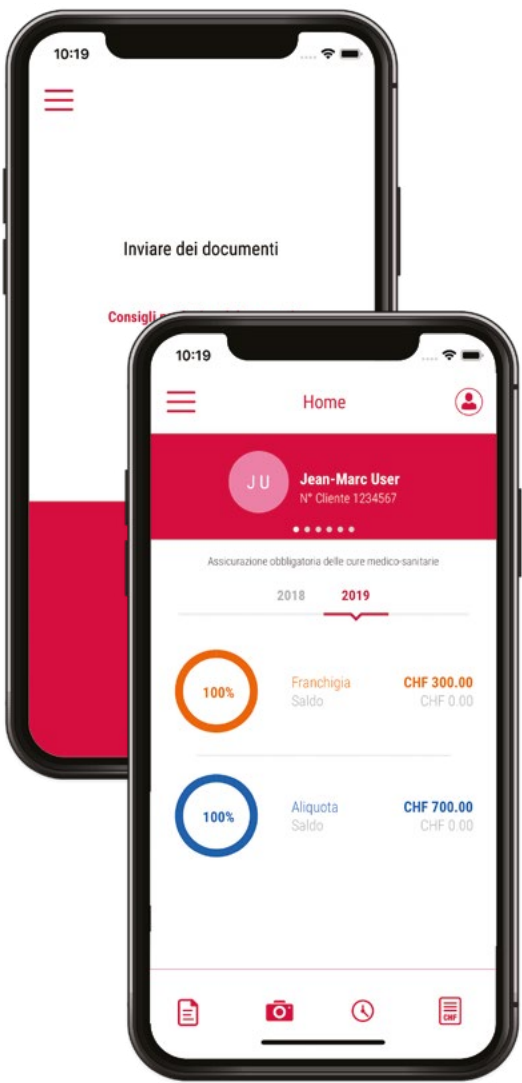 10:19
Inviare dei documenti
Consigli
10:19
Home
JU
Jean-Marc User
N° Cliente 1234567
Assicurazione obbligatoria delle cure medico-sanitarie
2018 2019
100% Franchigia CHF 300.00
Saldo CHF 0.00
100% Aliquota CHF 700.00
Saldo CHF 0.00
CHF